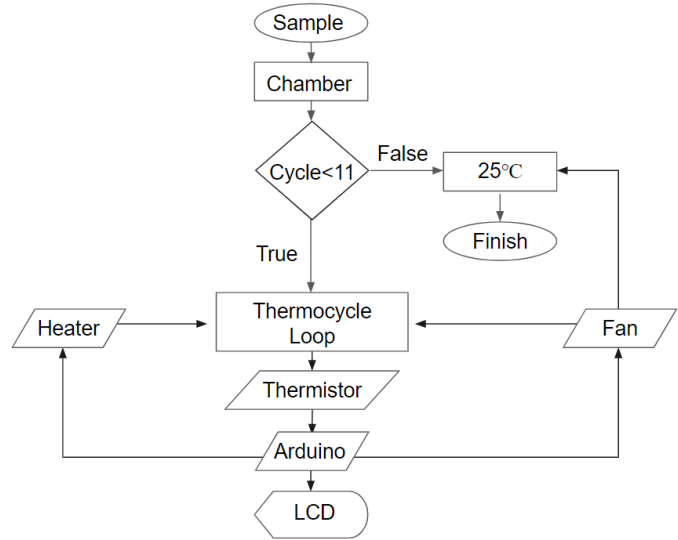 Sample
Chamber
Cycle<11
False
25℃
Finish
True
Thermocycle
Loop
Heater
Fan
Thermistor
Arduino
LCD